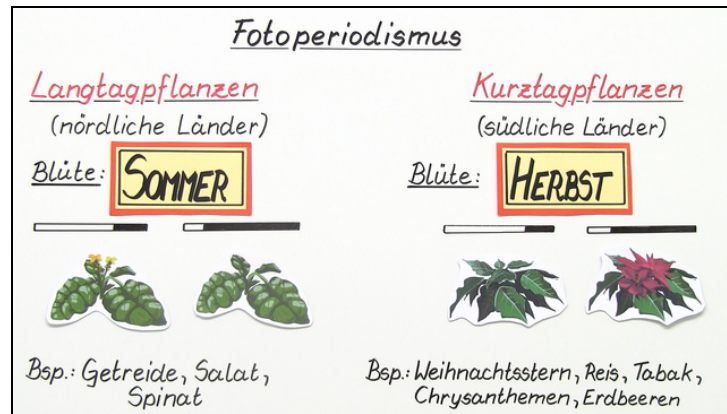 Fotoperiodismus
Langtagpflanzen
(nördliche Länder)
Blüte: SOMMER
Bsp.: Getreide, Salat,
Spinat
Kurztagpflanzen
(südliche Länder)
Blüte: HERBST
Bsp.: Weihnachtsstern, Reis, Tabak,
Chrysanthemen, Erdbeeren